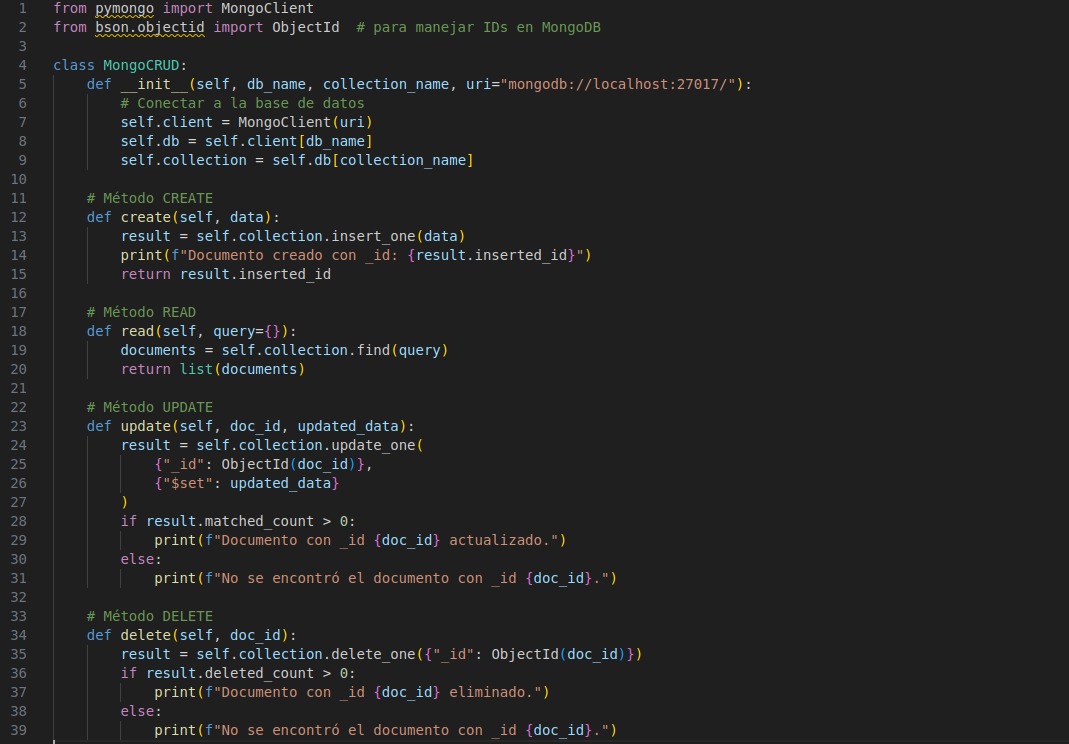 1 from pymongo import MongoClient
2 from bson.objectid import ObjectId  # para manejar IDs en MongoDB
3
4 class MongoCRUD:
5     def __init__(self, db_name, collection_name, uri="mongodb://localhost:27017/"):
6         # Conectar a la base de datos
7         self.client = MongoClient(uri)
8         self.db = self.client[db_name]
9         self.collection = self.db[collection_name]
10
11     # Método CREATE
12     def create(self, data):
13         result = self.collection.insert_one(data)
14         print(f"Documento creado con _id: {result.inserted_id}")
15         return result.inserted_id
16
17     # Método READ
18     def read(self, query={}):
19         documents = self.collection.find(query)
20         return list(documents)
21
22     # Método UPDATE
23     def update(self, doc_id, updated_data):
24         result = self.collection.update_one(
25             {"_id": ObjectId(doc_id)},
26             {"$set": updated_data}
27         )
28         if result.matched_count > 0:
29             print(f"Documento con _id {doc_id} actualizado.")
30         else:
31             print(f"No se encontró el documento con _id {doc_id}.")
32
33     # Método DELETE
34     def delete(self, doc_id):
35         result = self.collection.delete_one({"_id": ObjectId(doc_id)})
36         if result.deleted_count > 0:
37             print(f"Documento con _id {doc_id} eliminado.")
38         else:
39             print(f"No se encontró el documento con _id {doc_id}.")